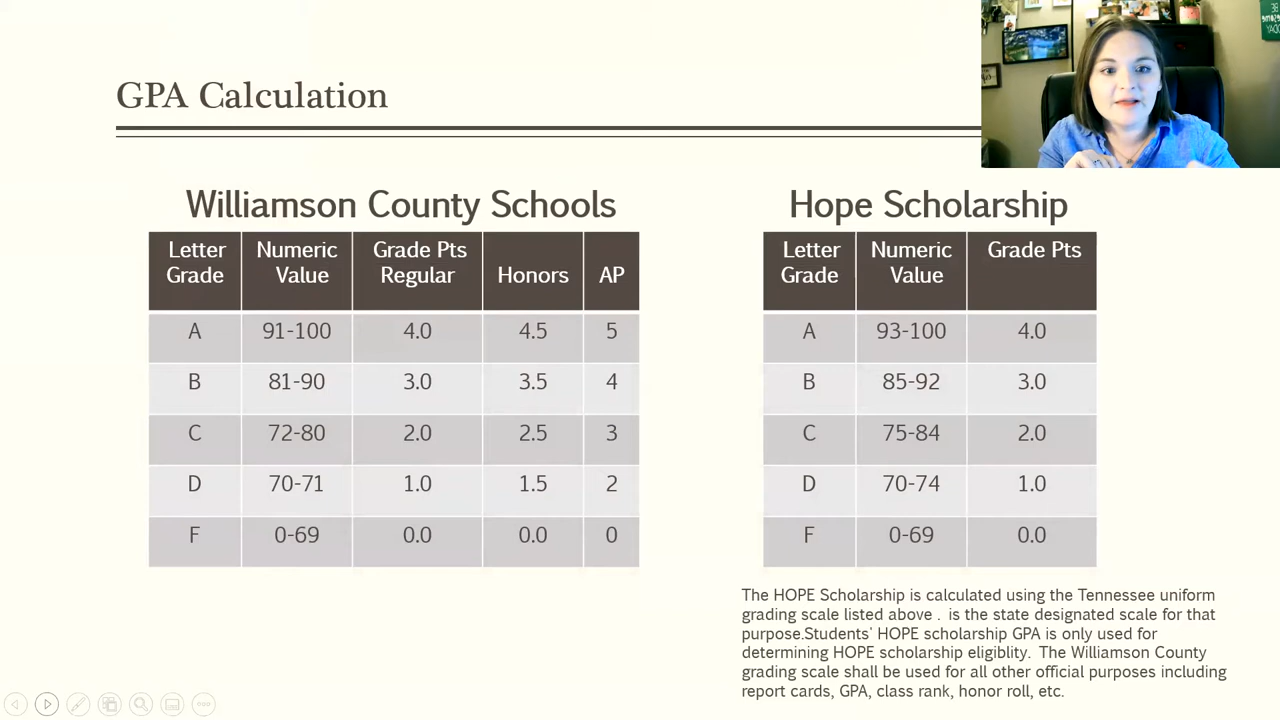 GPA Calculation
Williamson County Schools
Letter Grade Numeric Value Grade Pts Regular Honors AP
A 91-100 4.0 4.5 5
B 81-90 3.0 3.5 4
C 72-80 2.0 2.5 3
D 70-71 1.0 1.5 2
F 0-69 0.0 0.0 0
Hope Scholarship
Letter Grade Numeric Value Grade Pts
A 93-100 4.0
B 85-92 3.0
C 75-84 2.0
D 70-74 1.0
F 0-69 0.0
The HOPE Scholarship is calculated using the Tennessee uniform
grading scale listed above . is the state designated scale for that
purpose.Students' HOPE scholarship GPA is only used for
determining HOPE scholarship eligiblity. The Williamson County
grading scale shall be used for all other official purposes including
report cards, GPA, class rank, honor roll, etc.